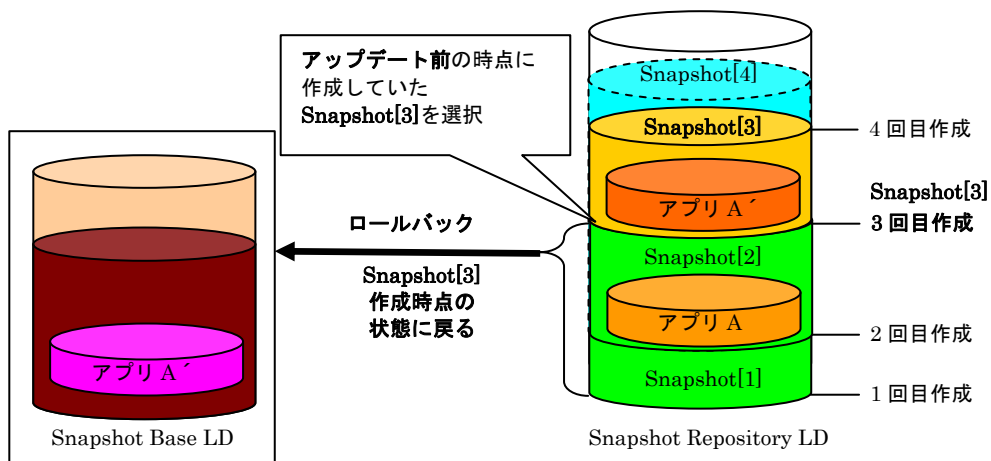 アップデート前の時点に
作成していた
Snapshot[3]を選択
Snapshot[4]
Snapshot[3]
4 回目作成
アプリ A´
Snapshot[3]
3 回目作成
ロールバック
Snapshot[3]
作成時点の
状態に戻る
Snapshot[2]
アプリ A
2 回目作成
アプリ A´
Snapshot[1]
1 回目作成
Snapshot Base LD
Snapshot Repository LD